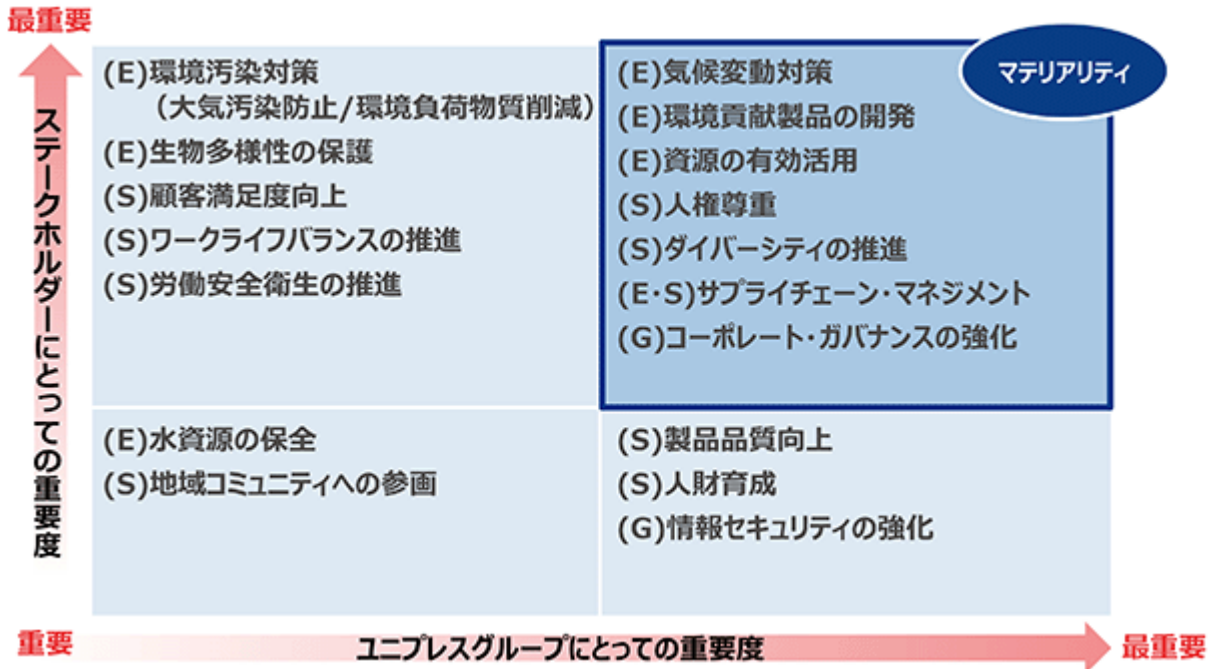 最重要
ステークホルダーにとっての重要度
(E)環境汚染対策
（大気汚染防止/環境負荷物質削減）
(E)生物多様性の保護
(S)顧客満足度向上
(S)ワークライフバランスの推進
(S)労働安全衛生の推進
マテリアリティ
(E)気候変動対策
(E)環境貢献製品の開発
(E)資源の有効活用
(S)人権尊重
(S)ダイバーシティの推進
(E・S)サプライチェーン・マネジメント
(G)コーポレート・ガバナンスの強化
(E)水資源の保全
(S)地域コミュニティへの参画
(S)製品品質向上
(S)人財育成
(G)情報セキュリティの強化
重要
ユニプレスグループにとっての重要度
最重要